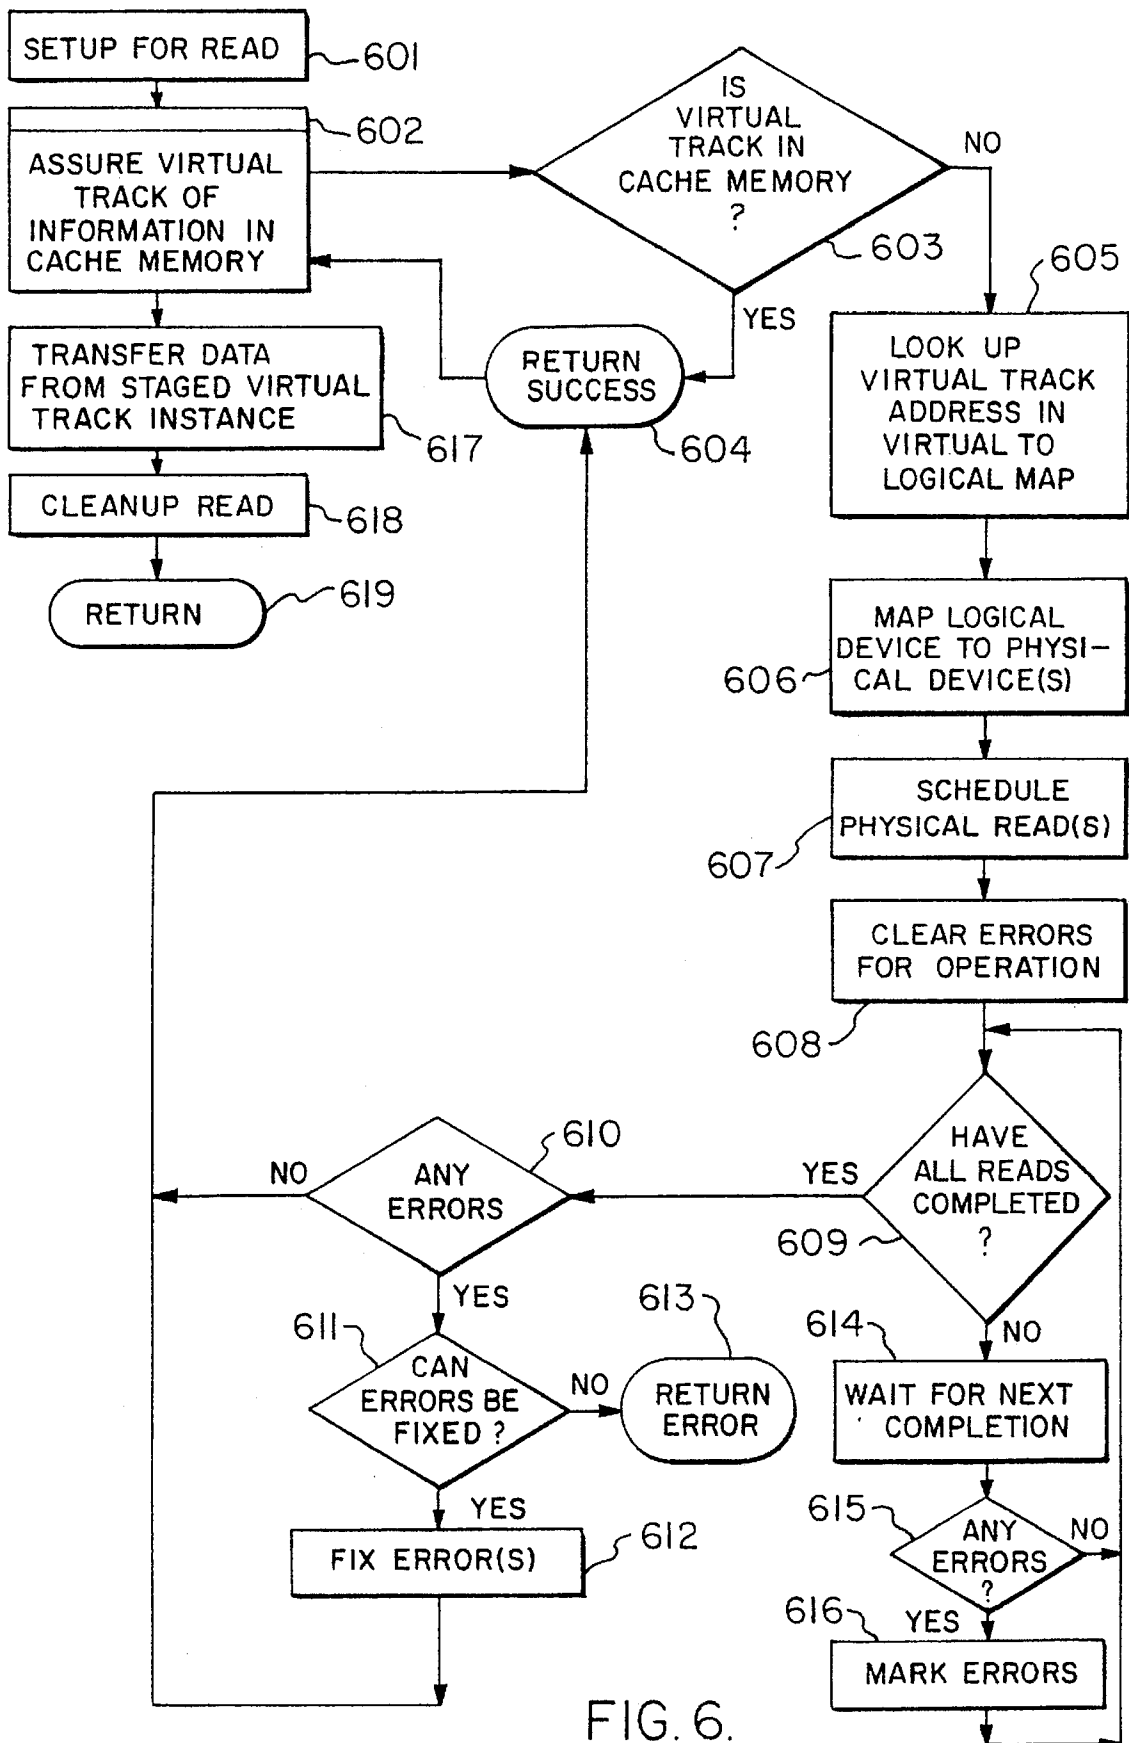 SETUP FOR READ
601
602
ASSURE VIRTUAL
TRACK OF
INFORMATION IN
CACHE MEMORY
TRANSFER DATA
FROM STAGED VIRTUAL
TRACK INSTANCE
617
CLEANUP READ
618
RETURN
619
IS
VIRTUAL
TRACK IN
CACHE MEMORY
?
NO
603
YES
RETURN
SUCCESS
604
605
LOOK UP
VIRTUAL TRACK
ADDRESS IN
VIRTUAL TO
LOGICAL MAP
MAP LOGICAL
DEVICE TO PHYSI-
CAL DEVICE(S)
606
SCHEDULE
PHYSICAL READ(S)
607
CLEAR ERRORS
FOR OPERATION
608
HAVE
ALL READS
COMPLETED
?
609
YES
NO
610
ANY
ERRORS
NO
YES
611
CAN
ERRORS BE
FIXED ?
NO
613
RETURN
ERROR
YES
FIX ERROR(S)
612
614
WAIT FOR NEXT
COMPLETION
615
ANY
ERRORS
?
NO
YES
616
MARK ERRORS
FIG. 6.